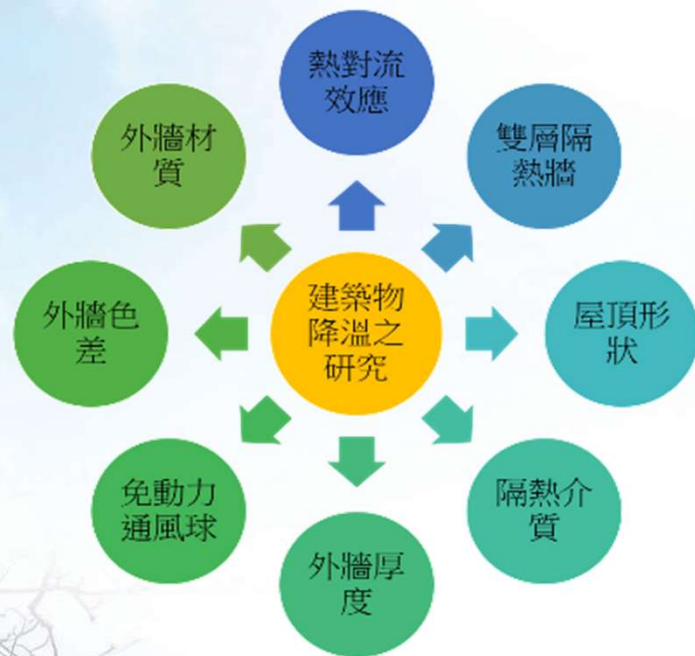 熱對流
效應
雙層隔
熱牆
屋頂形
狀
隔熱介
質
外牆厚
度
免動力
通風球
外牆色
差
外牆材
質
建築物
降溫之
研究